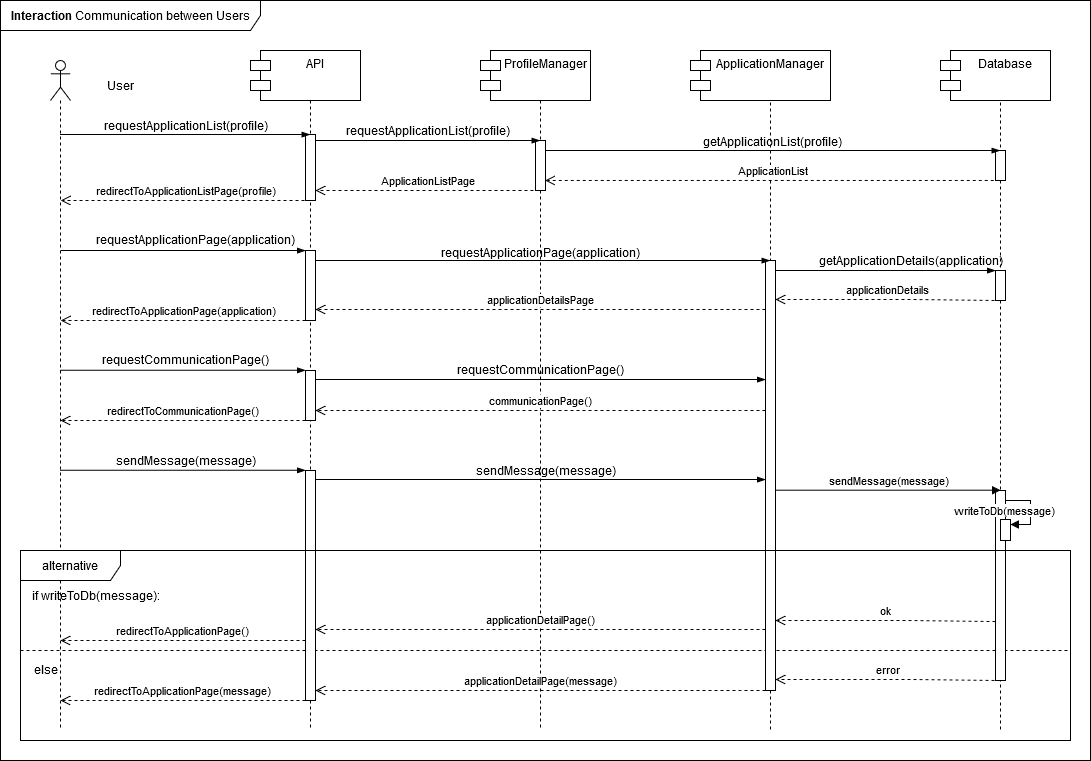 Interaction Communication between Users
User
API
ProfileManager
ApplicationManager
Database
requestApplicationList(profile)
requestApplicationList(profile)
getApplicationList(profile)
ApplicationList
ApplicationListPage
redirectToApplicationListPage(profile)
requestApplicationPage(application)
requestApplicationPage(application)
getApplicationDetails(application)
applicationDetails
applicationDetailsPage
redirectToApplicationPage(application)
requestCommunicationPage()
requestCommunicationPage()
communicationPage()
redirectToCommunicationPage()
sendMessage(message)
sendMessage(message)
sendMessage(message)
writeToDb(message)
alternative
if writeToDb(message):
ok
applicationDetailPage()
redirectToApplicationPage()
else
error
applicationDetailPage(message)
redirectToApplicationPage(message)